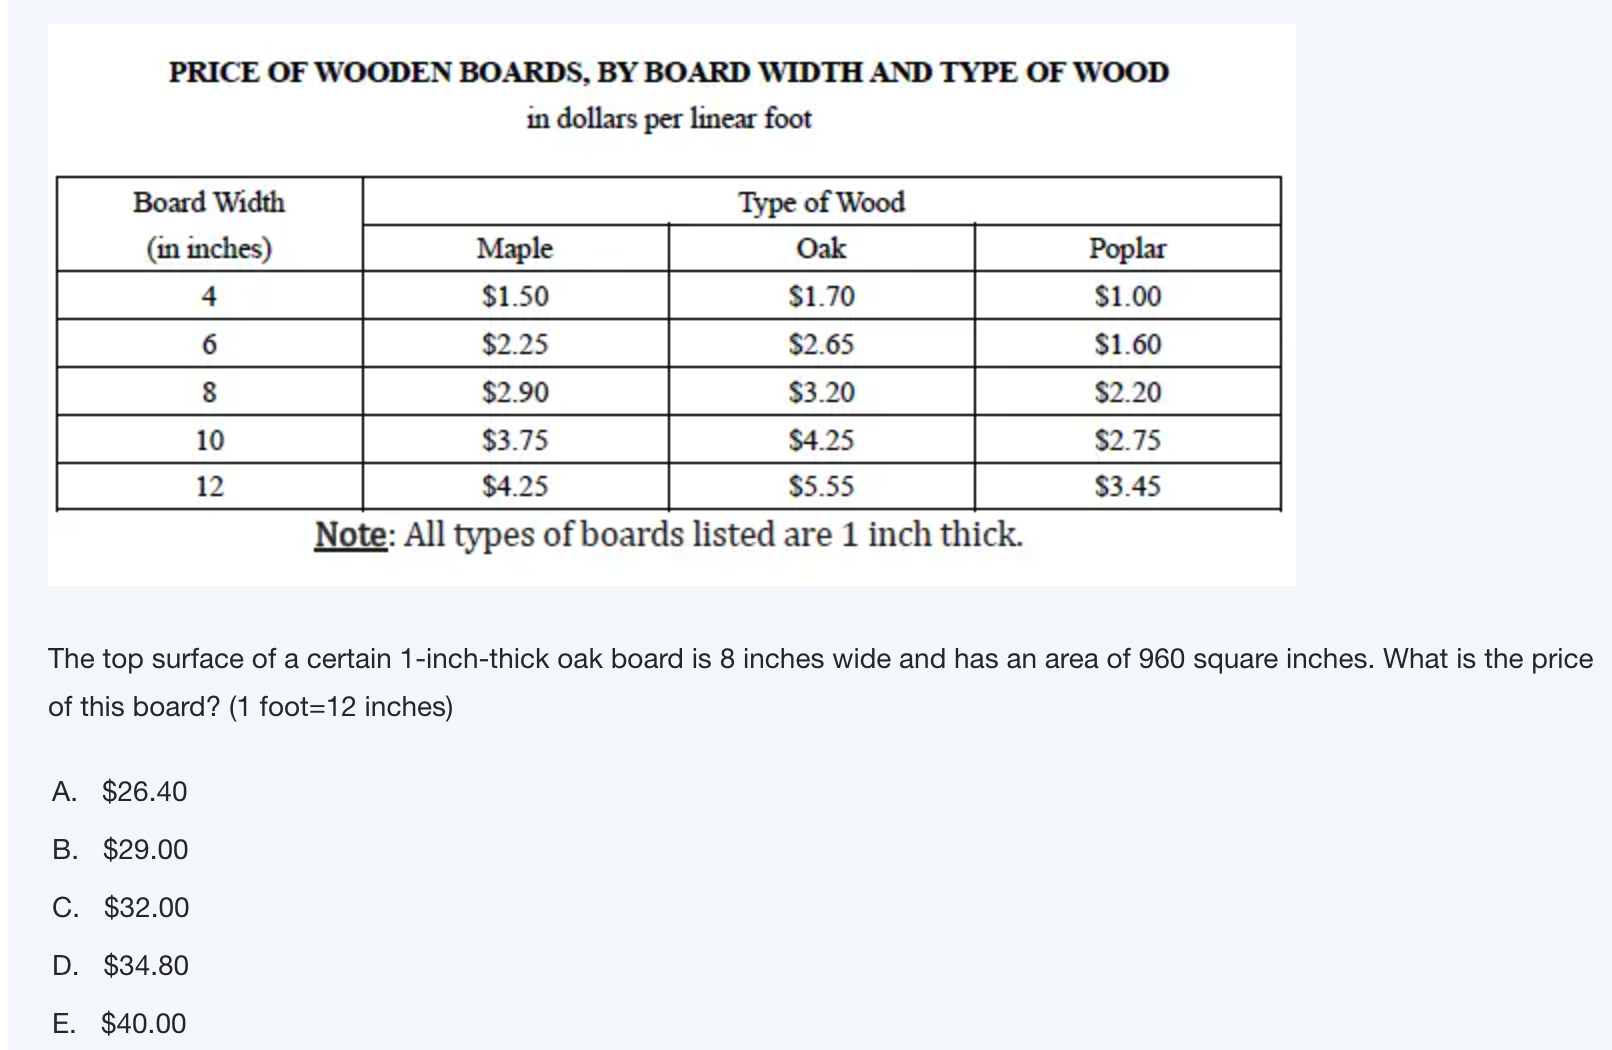 PRICE OF WOODEN BOARDS, BY BOARD WIDTH AND TYPE OF WOOD
in dollars per linear foot
Board Width Type of Wood
(in inches) Maple Oak Poplar
4 $1.50 $1.70 $1.00
6 $2.25 $2.65 $1.60
8 $2.90 $3.20 $2.20
10 $3.75 $4.25 $2.75
12 $4.25 $5.55 $3.45
Note: All types of boards listed are 1 inch thick.
The top surface of a certain 1-inch-thick oak board is 8 inches wide and has an area of 960 square inches. What is the price
of this board? (1 foot=12 inches)
A. $26.40
B. $29.00
C. $32.00
D. $34.80
E. $40.00